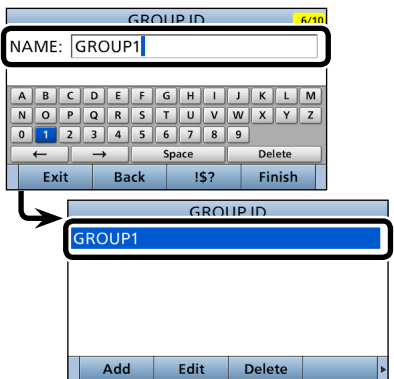 GROUP ID 6/10
NAME: GROUP1
A B C D E F G H I J K L M
N O P Q R S T U V W X Y Z
0 1 2 3 4 5 6 7 8 9
← → Space Delete
Exit Back !$? Finish
GROUP ID
GROUP1
Add Edit Delete